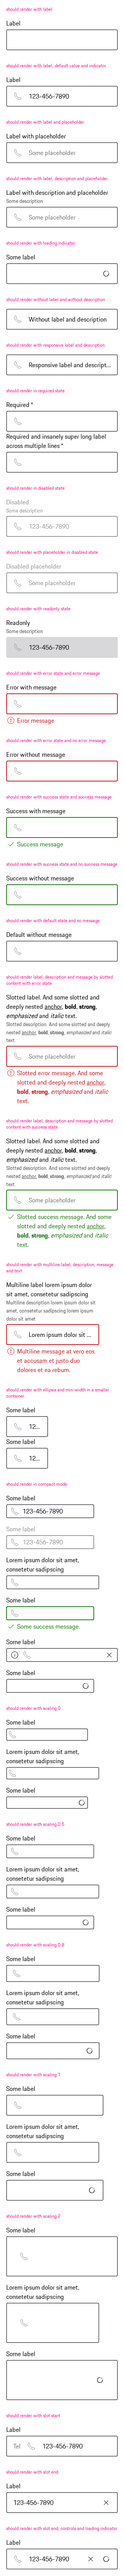 should render with label
Label
should render with label, default value and indicator
Label
123-456-7890
should render with label and placeholder
Label with placeholder
Some placeholder
should render with label, description and placeholder
Label with description and placeholder
Some description
Some placeholder
should render with loading indicator
Some label
should render without label and without description
Without label and description
should render with responsive label and description
Responsive label and descript...
should render in required state
Required *
Required and insanely super long label
across multiple lines *
should render in disabled state
Disabled
Some description
123-456-7890
should render with placeholder in disabled state
Disabled placeholder
Some placeholder
should render with readonly state
Readonly
Some description
123-456-7890
should render with error state and error message
Error with message
Error message
should render with error state and no error message
Error without message
should render with success state and success message
Success with message
Success message
should render with success state and no success message
Success without message
should render with default state and no message
Default without message
should render label, description and message by slotted
content with error state
Slotted label. And some slotted and
deeply nested anchor, bold, strong,
emphasized and italic text.
Slotted description. And some slotted and deeply
nested anchor, bold, strong, emphasized and italic
text.
Some placeholder
Slotted error message. And some
slotted and deeply nested anchor,
bold, strong, emphasized and italic
text.
should render label, description and message by slotted
content with success state
Slotted label. And some slotted and
deeply nested anchor, bold, strong,
emphasized and italic text.
Slotted description. And some slotted and deeply
nested anchor, bold, strong, emphasized and italic
text.
Some placeholder
Slotted success message. And some
slotted and deeply nested anchor,
bold, strong, emphasized and italic
text.
should render with multiline label, description, message
and text
Multiline label lorem ipsum dolor
sit amet, consetetur sadipscing
Multiline description lorem ipsum dolor
sit amet, consetetur sadipscing lorem ipsum
dolor sit amet
Lorem ipsum dolor sit ...
Multiline message at vero eos
et accusam et justo duo
dolores et ea rebum.
should render with ellipsis and min-width in a smaller
container
Some label
12...
Some label
12...
should render in compact mode
Some label
123-456-7890
Some label
123-456-7890
Lorem ipsum dolor sit amet,
consetetur sadipscing
Some label
Some success message.
Some label
Some label
should render with scaling 0
Some label
Lorem ipsum dolor sit amet,
consetetur sadipscing
Some label
should render with scaling 0.5
Some label
Lorem ipsum dolor sit amet,
consetetur sadipscing
Some label
should render with scaling 0.8
Some label
Lorem ipsum dolor sit amet,
consetetur sadipscing
Some label
should render with scaling 1
Some label
Lorem ipsum dolor sit amet,
consetetur sadipscing
Some label
should render with scaling 2
Some label
Lorem ipsum dolor sit amet,
consetetur sadipscing
Some label
should render with slot start
Label
Tel
123-456-7890
should render with slot end
Label
123-456-7890
should render with slot end, controls and loading indicator
Label
123-456-7890